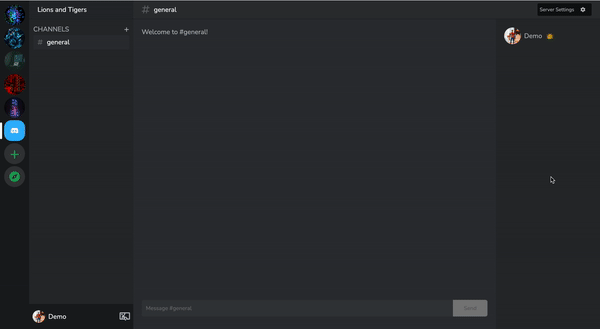 Lions and Tigers
# general
Server Settings
CHANNELS +
# general
Welcome to #general!
Demo
Message #general
Send
Demo